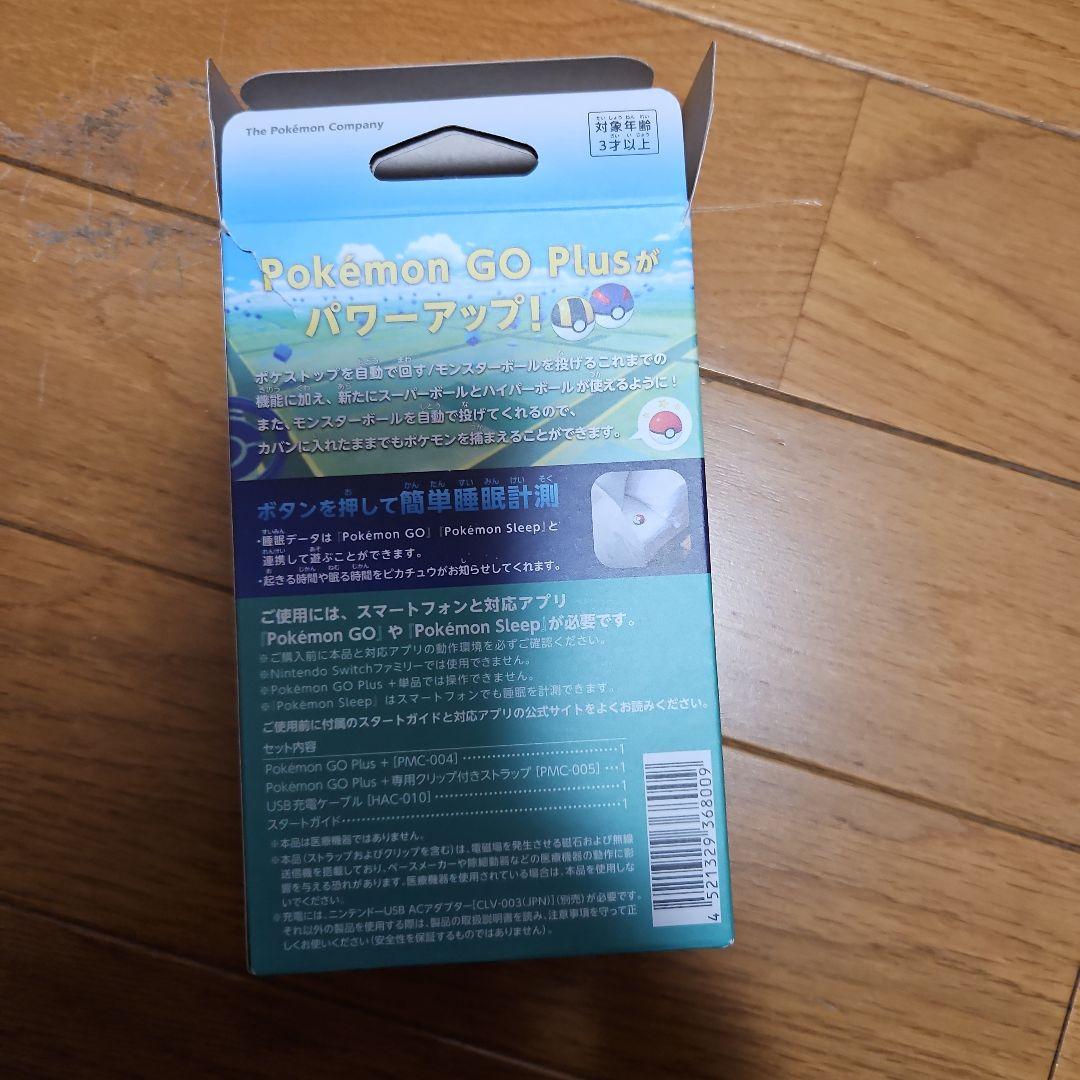 The Pokémon Company
対象年齢
3才以上
Pokémon GO Plusが
パワーアップ!
ポケストップを自動で回す/モンスターボールを投げるこれまでの
機能に加え、新たにスーパーボールとハイパーボールが使えるように!
また、モンスターボールを自動で投げてくれるので、
カバンに入れたままでもポケモンを捕まえることができます。
ボタンを押して簡単睡眠計測
・睡眠データは『Pokémon GO』『Pokémon Sleep』と
連携して遊ぶことができます。
・起きる時間や眠る時間をピカチュウがお知らせしてくれます。
ご使用には、スマートフォンと対応アプリ
『Pokémon GO』や『Pokémon Sleep』が必要です。
※ご購入前に本品と対応アプリの動作環境を必ずご確認ください。
※Nintendo Switchファミリーでは使用できません。
※Pokémon GO Plus +単品では操作できません。
※『Pokémon Sleep』はスマートフォンでも睡眠を計測できます。
ご使用前に付属のスタートガイドと対応アプリの公式サイトをよくお読みください。
セット内容
Pokémon GO Plus + [PMC-004]・・・・・・・・・・・・・・・・・・・・・・・・・・1
Pokémon GO Plus +専用クリップ付きストラップ [PMC-005]・・・1
USB充電ケーブル [HAC-010]・・・・・・・・・・・・・・・・・・・・・・・・・・・・・・1
スタートガイド・・・・・・・・・・・・・・・・・・・・・・・・・・・・・・・・・・・・・・・・・・・・1
※本品は医療機器ではありません。
※本品(ストラップおよびクリップを含む)は、電磁場を発生させる磁石および無線
送信機を搭載しており、ペースメーカーや除細動器などの医療機器の動作に影
響を与える恐れがあります。医療機器を使用されている場合は、本品を使用しな
いでください。
※充電には、ニンテンドーUSB ACアダプター[CLV-003(JPN)](別売)が必要です。
それ以外の製品を使用する際は、製品の取扱説明書を読み、注意事項を守って正
しくお使いください(安全性を保証するものではありません)。
4 521329 368009